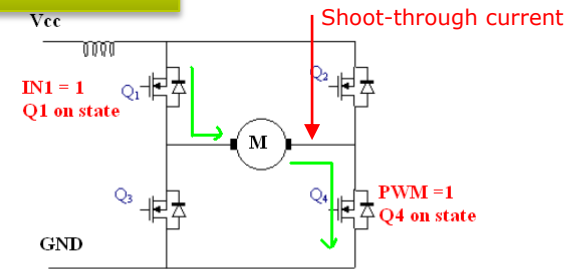 Vcc
Shoot-through current
IN1 = 1
Q1 on state
Q1
Q2
M
Q3
Q4
PWM =1
Q4 on state
GND